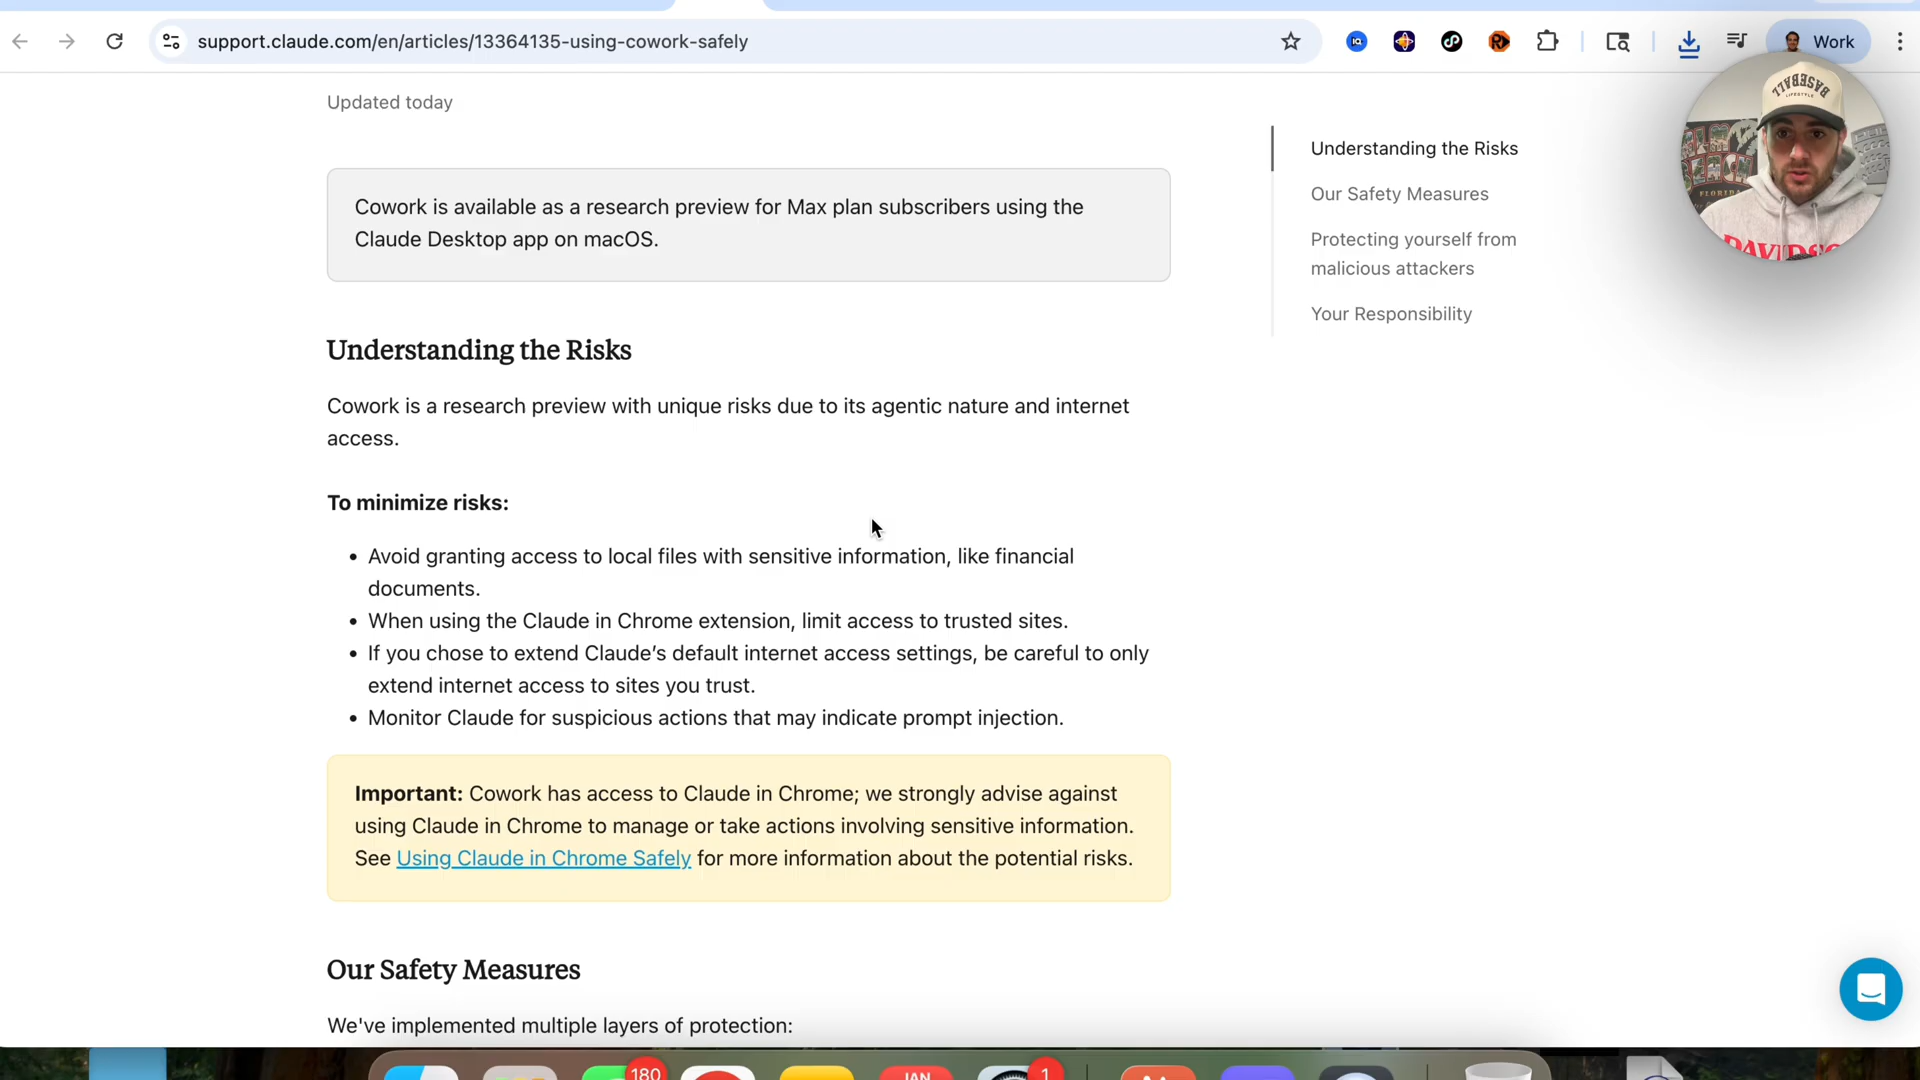 support.claude.com/en/articles/13364135-using-cowork-safely
Work
Updated today
Cowork is available as a research preview for Max plan subscribers using the
Claude Desktop app on macOS.
Understanding the Risks
Cowork is a research preview with unique risks due to its agentic nature and internet
access.
To minimize risks:
• Avoid granting access to local files with sensitive information, like financial
documents.
• When using the Claude in Chrome extension, limit access to trusted sites.
• If you chose to extend Claude's default internet access settings, be careful to only
extend internet access to sites you trust.
• Monitor Claude for suspicious actions that may indicate prompt injection.
Important: Cowork has access to Claude in Chrome; we strongly advise against
using Claude in Chrome to manage or take actions involving sensitive information.
See Using Claude in Chrome Safely for more information about the potential risks.
Our Safety Measures
We've implemented multiple layers of protection:
Understanding the Risks
Our Safety Measures
Protecting yourself from
malicious attackers
Your Responsibility
BASEBALL
LIFESTYLE
FLORIDA
180
JAN
1